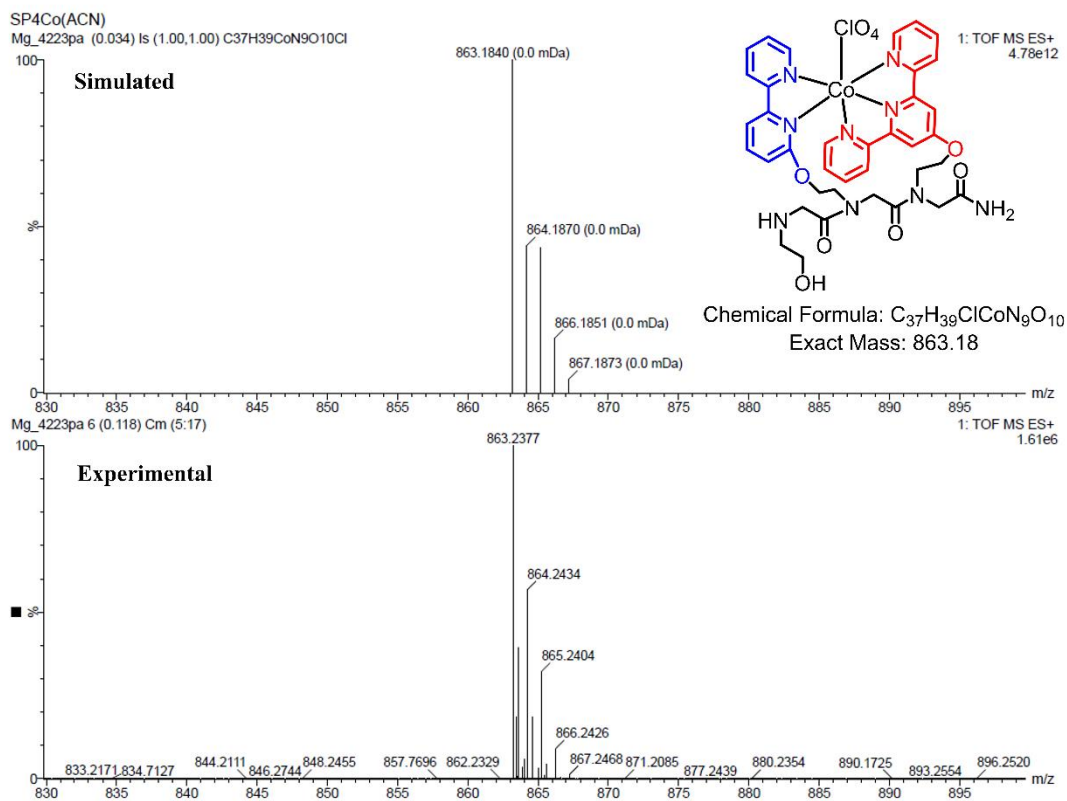 SP4Co(ACN)
Mg_4223pa (0.034) Is (1.00,1.00) C37H39CoN9O10Cl
1: TOF MS ES+
4.78e12
100
Simulated
863.1840 (0.0 mDa)
864.1870 (0.0 mDa)
866.1851 (0.0 mDa)
867.1873 (0.0 mDa)
%
0
830 835 840 845 850 855 860 865 870 875 880 885 890 895
m/z
ClO4
N
N
Co
N
N
N
O
O
HN
N
N
NH2
O
O
O
OH
Chemical Formula: C37H39ClCoN9O10
Exact Mass: 863.18
Mg_4223pa 6 (0.118) Cm (5:17)
1: TOF MS ES+
1.61e6
100
Experimental
863.2377
864.2434
865.2404
866.2426
867.2468
%
833.2171
834.7127
844.2111
846.2744
848.2455
857.7696
862.2329
871.2085
877.2439
880.2354
890.1725
893.2554
896.2520
0
830 835 840 845 850 855 860 865 870 875 880 885 890 895
m/z